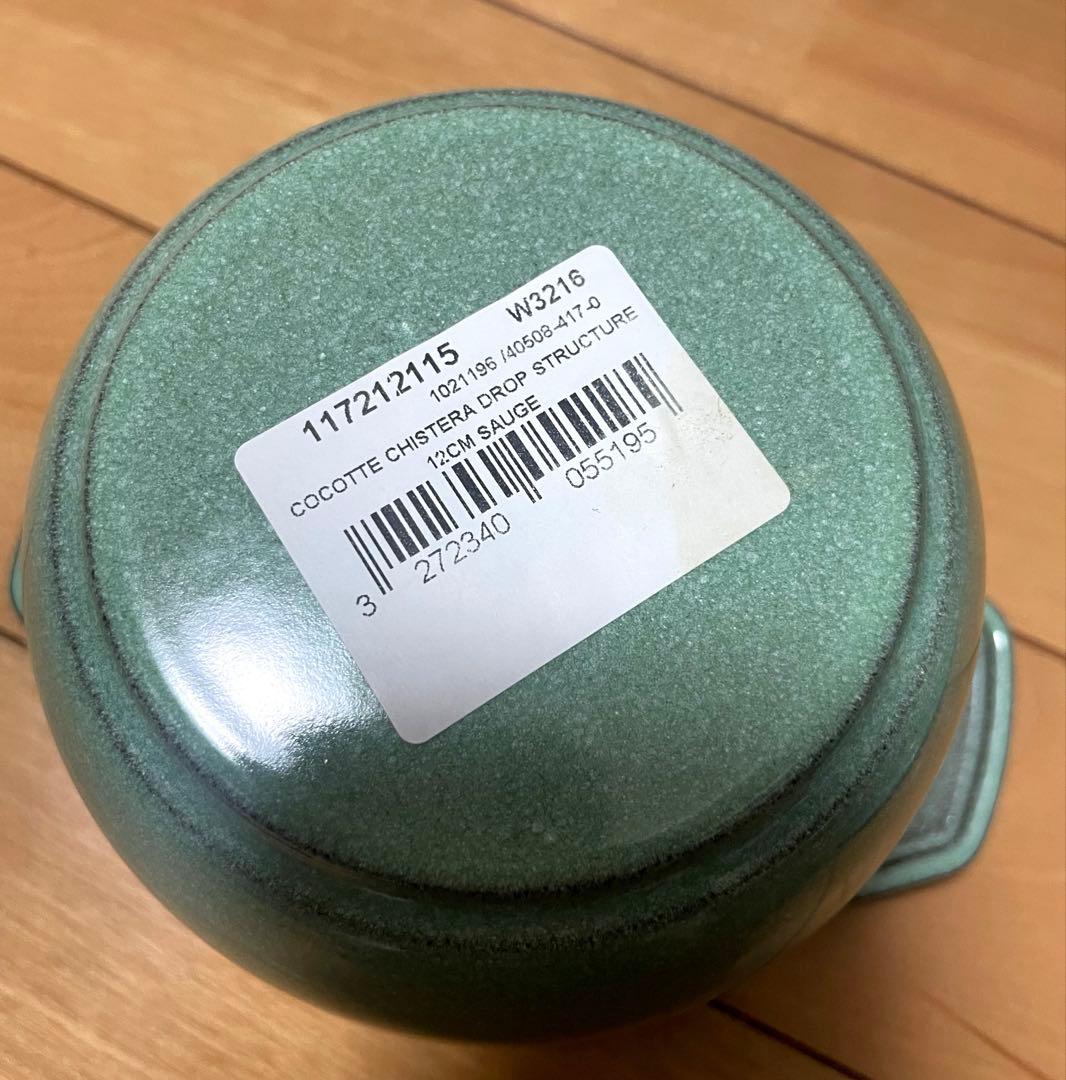 117212115 W3216
1021196 /40508-417-0
COCOTTE CHISTERA DROP STRUCTURE
12CM SAUGE
3 272340 055195